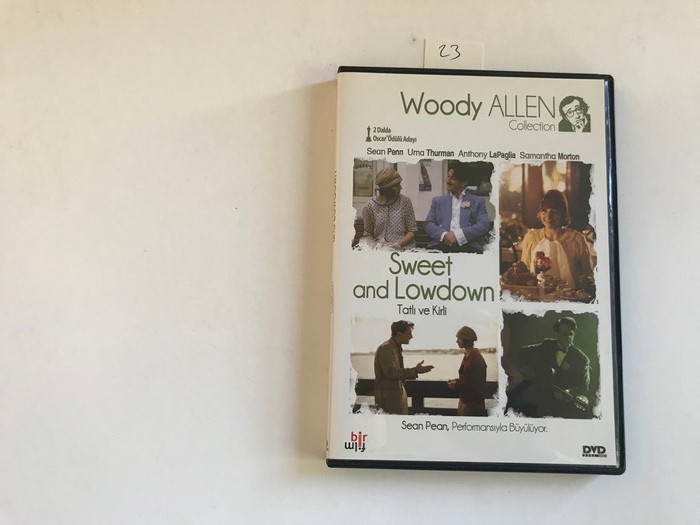 23
Woody ALLEN
Collection
2 Dalda
Oscar Ödülü Adayı
Sean Penn Uma Thurman Anthony LaPaglia Samantha Morton
Sweet
and Lowdown
Tatlı ve Kirli
Sean Pean, Performansıyla Büyülüyor.
bir
film
DVD